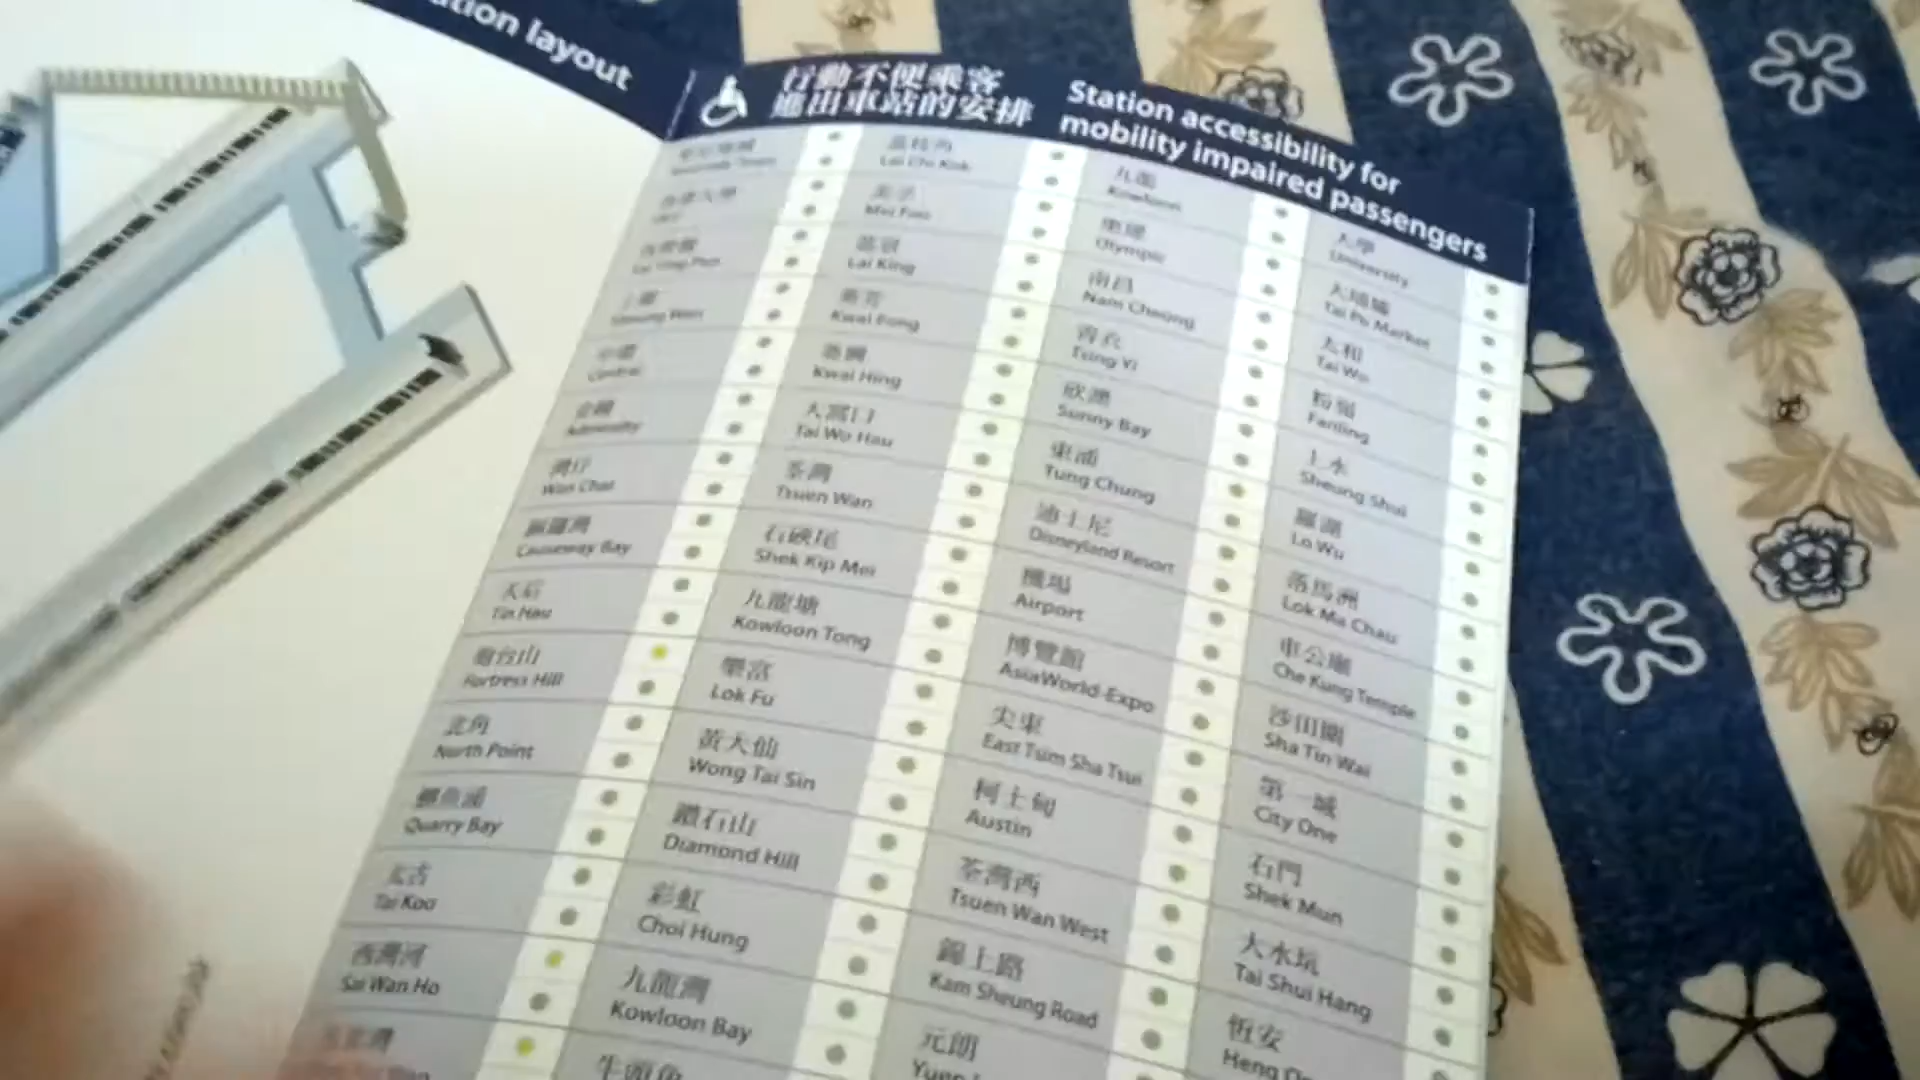 ation layout
行動不便乘客
進出車站的安排
Station accessibility for
mobility impaired passengers
上環
Sheung Wan
中環
Central
金鐘
Admiralty
灣仔
Wan Chai
銅鑼灣
Causeway Bay
天后
Tin Hau
炮台山
Fortress Hill
北角
North Point
鰂魚涌
Quarry Bay
太古
Tai Koo
西灣河
Sai Wan Ho
荔枝角
Lai Chi Kok
美孚
Mei Foo
荔景
Lai King
葵芳
Kwai Fong
葵興
Kwai Hing
大窩口
Tai Wo Hau
荃灣
Tsuen Wan
石硤尾
Shek Kip Mei
九龍塘
Kowloon Tong
樂富
Lok Fu
黃大仙
Wong Tai Sin
鑽石山
Diamond Hill
彩虹
Choi Hung
九龍灣
Kowloon Bay
牛頭角
九龍
Kowloon
奧運
Olympic
南昌
Nam Cheong
青衣
Tsing Yi
欣澳
Sunny Bay
東涌
Tung Chung
迪士尼
Disneyland Resort
機場
Airport
博覽館
AsiaWorld-Expo
尖東
East Tsim Sha Tsui
柯士甸
Austin
荃灣西
Tsuen Wan West
錦上路
Kam Sheung Road
元朗
大學
University
大埔墟
Tai Po Market
太和
Tai Wo
粉嶺
Fanling
上水
Sheung Shui
羅湖
Lo Wu
落馬洲
Lok Ma Chau
車公廟
Che Kung Temple
沙田圍
Sha Tin Wai
第一城
City One
石門
Shek Mun
大水坑
Tai Shui Hang
恆安
Heng On